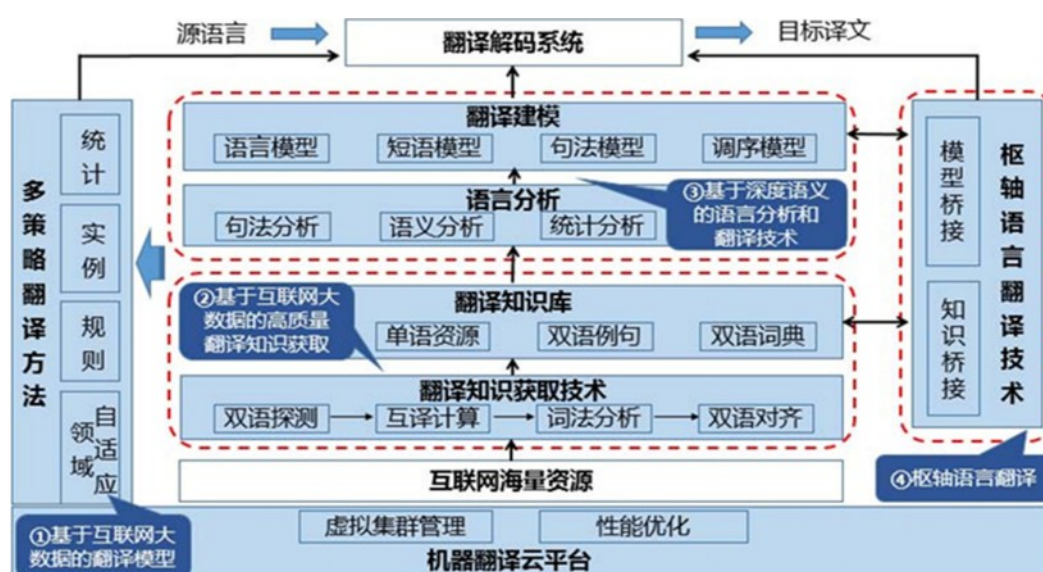 源语言
翻译解码系统
目标译文
多策略翻译方法
统计
实例
规则
领域自适应
①基于互联网大
数据的翻译模型
翻译建模
语言模型
短语模型
句法模型
调序模型
语言分析
句法分析
语义分析
统计分析
③基于深度语义
的语言分析和
翻译技术
②基于互联网大
数据的高质量
翻译知识获取
翻译知识库
单语资源
双语例句
双语词典
翻译知识获取技术
双语探测
互译计算
词法分析
双语对齐
互联网海量资源
模型桥接
知识桥接
枢轴语言翻译技术
④枢轴语言翻译
虚拟集群管理
性能优化
机器翻译云平台